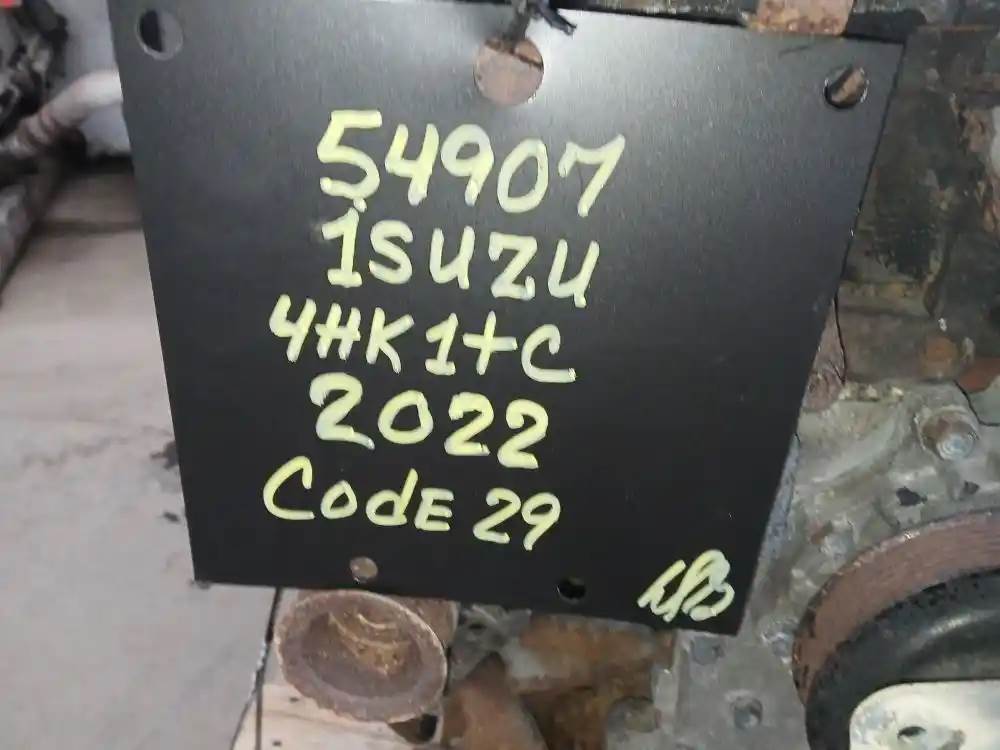 54907
ISUZU
4HK1+C
2022
CodE 29